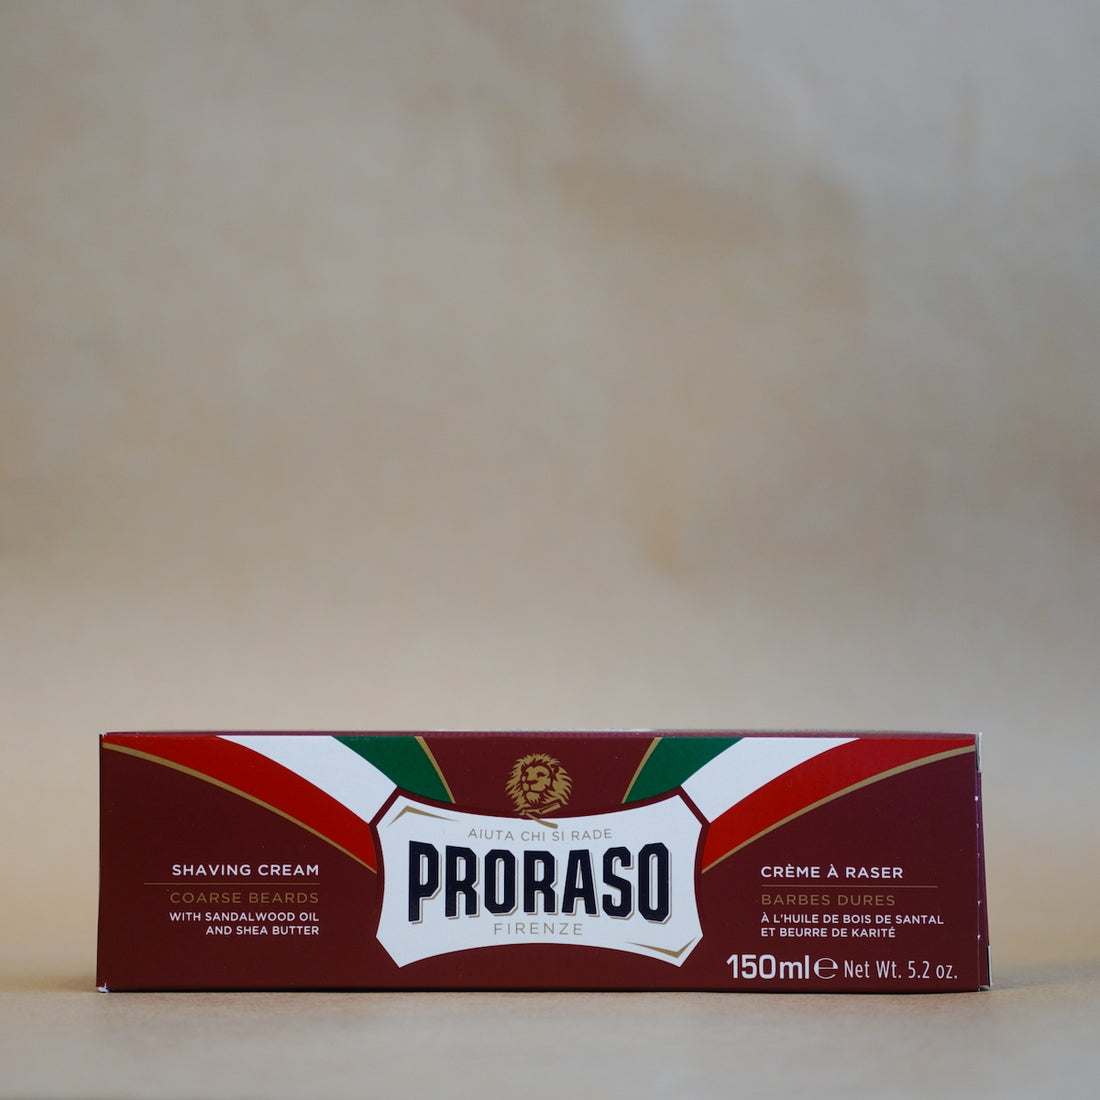 AIUTA CHI SI RADE
PRORASO
FIRENZE
SHAVING CREAM
COARSE BEARDS
WITH SANDALWOOD OIL
AND SHEA BUTTER
CRÈME À RASER
BARBES DURES
À L'HUILE DE BOIS DE SANTAL
ET BEURRE DE KARITÉ
150ml℮ Net Wt. 5.2 oz.